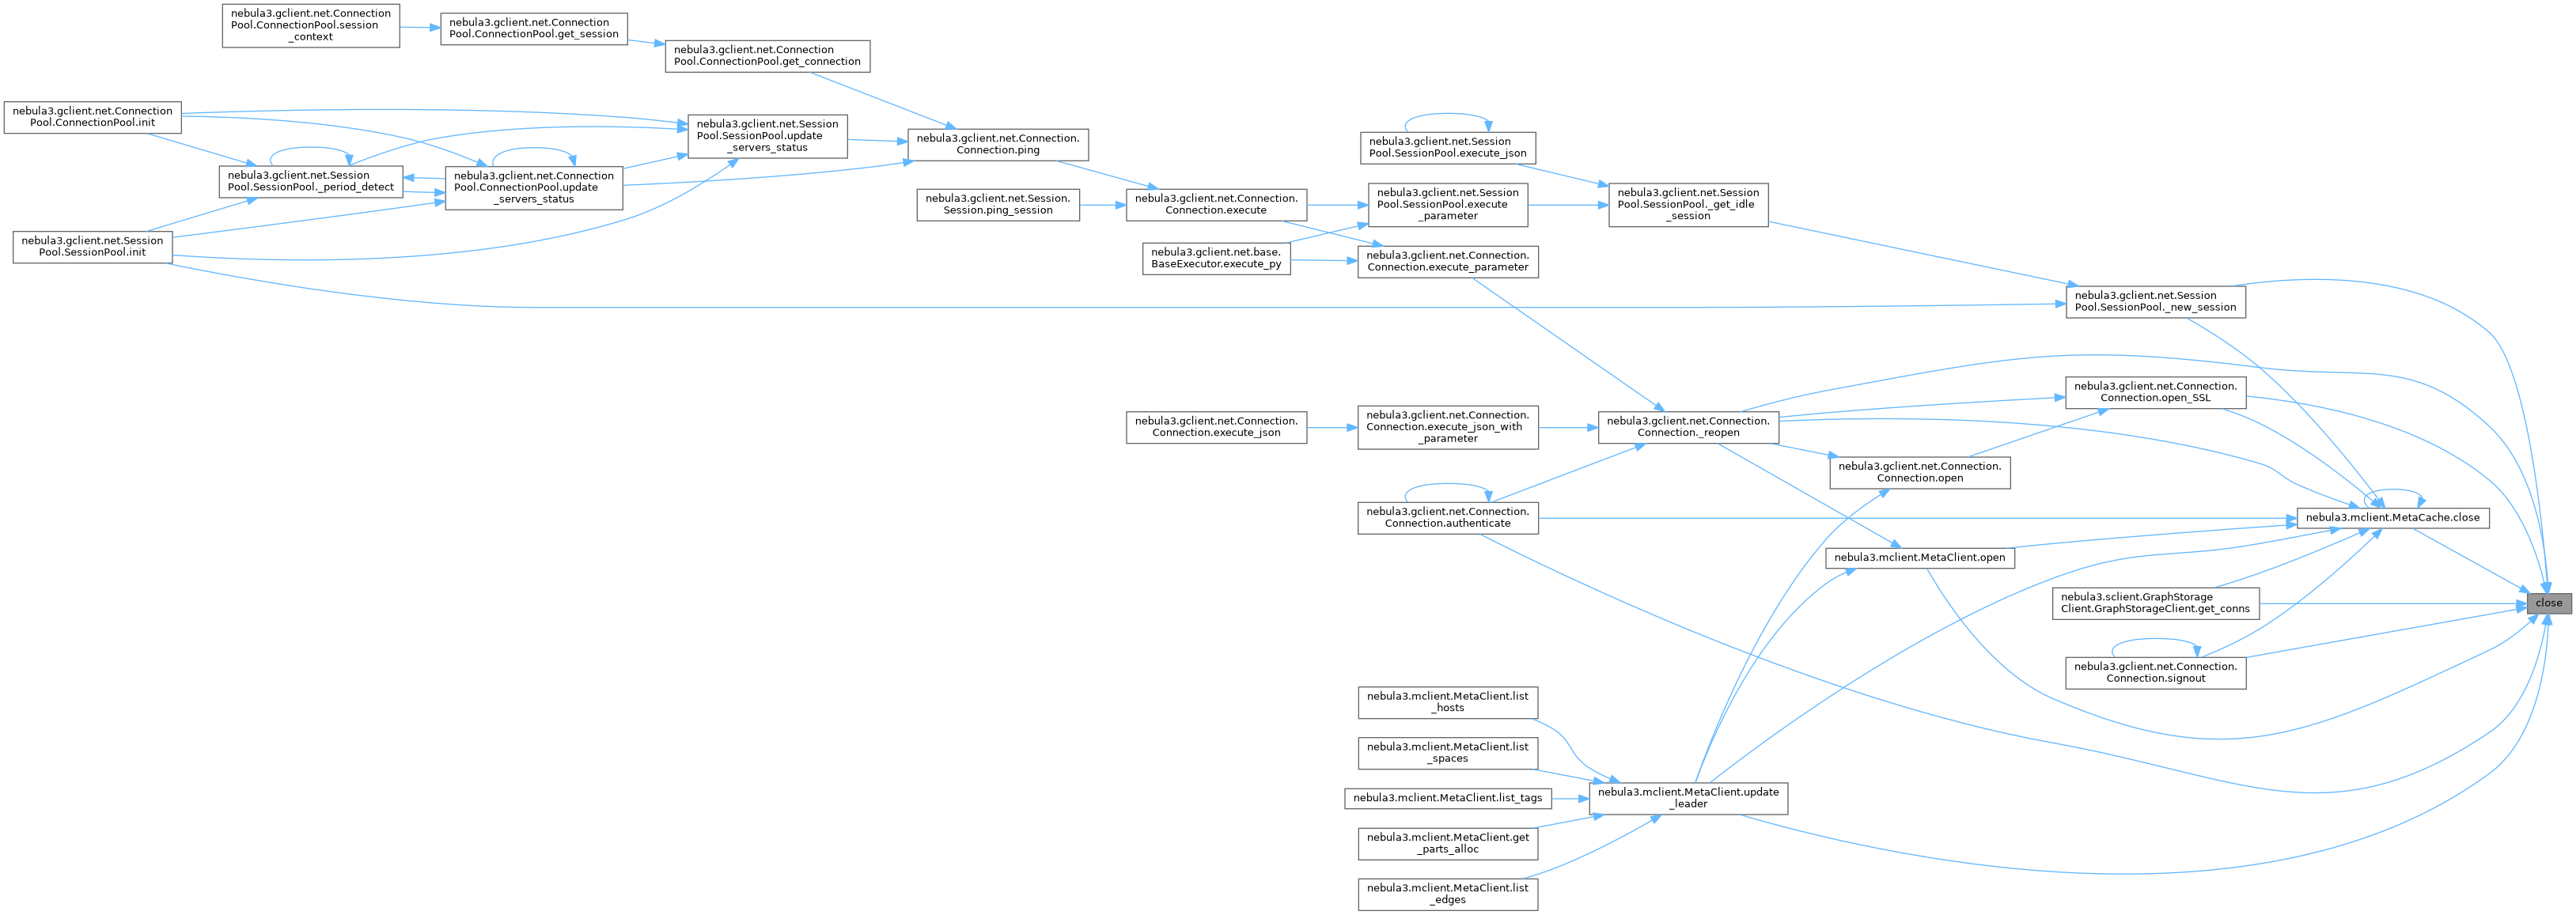 nebula3.gclient.net.Connection
Pool.ConnectionPool.session
_context
nebula3.gclient.net.Connection
Pool.ConnectionPool.get_session
nebula3.gclient.net.Connection
Pool.ConnectionPool.get_connection
nebula3.gclient.net.Connection
Pool.ConnectionPool.init
nebula3.gclient.net.Session
Pool.SessionPool.update
_servers_status
nebula3.gclient.net.Connection.
Connection.ping
nebula3.gclient.net.Session
Pool.SessionPool.execute_json
nebula3.gclient.net.Session
Pool.SessionPool._period_detect
nebula3.gclient.net.Connection
Pool.ConnectionPool.update
_servers_status
nebula3.gclient.net.Session.
Session.ping_session
nebula3.gclient.net.Connection.
Connection.execute
nebula3.gclient.net.Session
Pool.SessionPool.execute
_parameter
nebula3.gclient.net.Session
Pool.SessionPool._get_idle
_session
nebula3.gclient.net.Session
Pool.SessionPool.init
nebula3.gclient.net.base.
BaseExecutor.execute_py
nebula3.gclient.net.Connection.
Connection.execute_parameter
nebula3.gclient.net.Session
Pool.SessionPool._new_session
nebula3.gclient.net.Connection.
Connection.open_SSL
nebula3.gclient.net.Connection.
Connection.execute_json
nebula3.gclient.net.Connection.
Connection.execute_json_with
_parameter
nebula3.gclient.net.Connection.
Connection._reopen
nebula3.gclient.net.Connection.
Connection.open
nebula3.gclient.net.Connection.
Connection.authenticate
nebula3.mclient.MetaCache.close
nebula3.mclient.MetaClient.open
nebula3.sclient.GraphStorage
Client.GraphStorageClient.get_conns
close
nebula3.gclient.net.Connection.
Connection.signout
nebula3.mclient.MetaClient.list
_hosts
nebula3.mclient.MetaClient.list
_spaces
nebula3.mclient.MetaClient.list_tags
nebula3.mclient.MetaClient.update
_leader
nebula3.mclient.MetaClient.get
_parts_alloc
nebula3.mclient.MetaClient.list
_edges